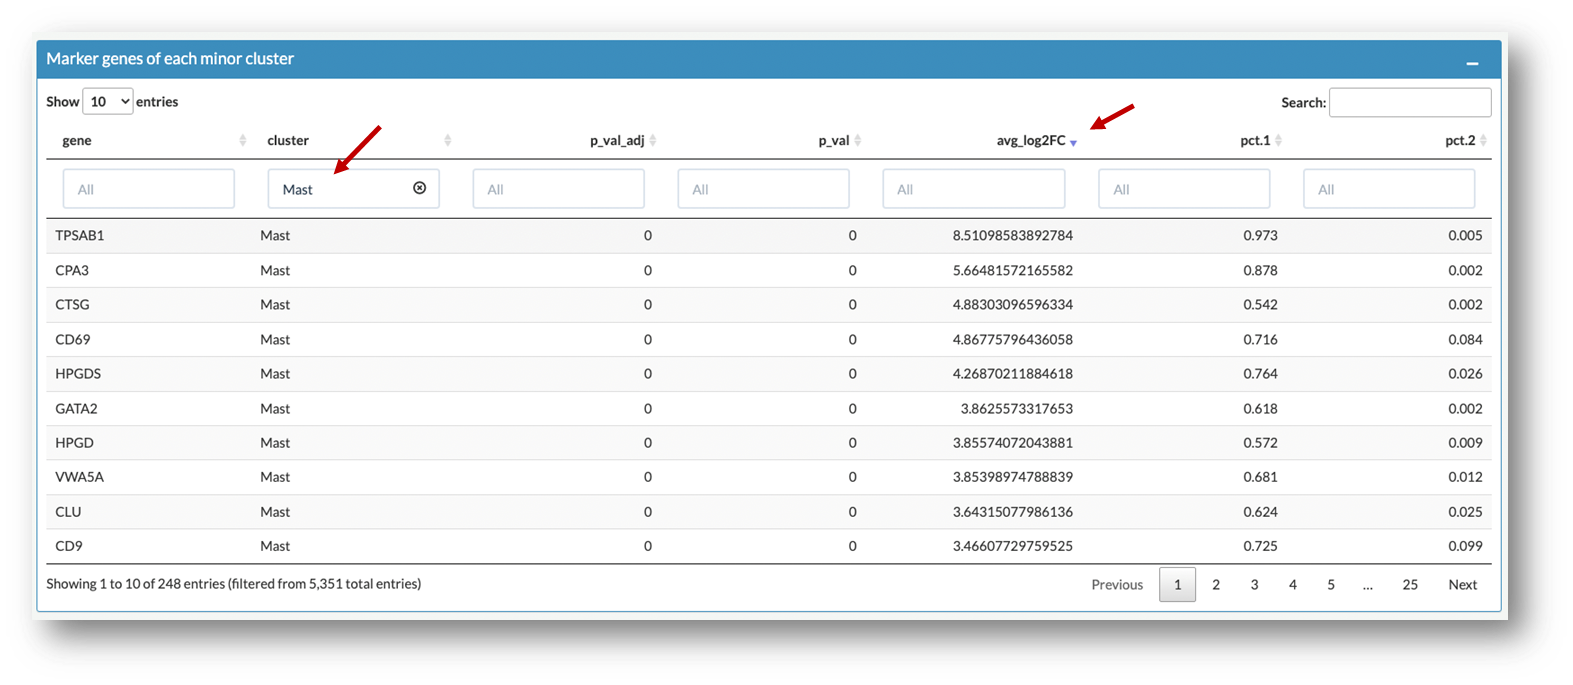 Marker genes of each minor cluster
Show 10 entries Search:
gene cluster p_val_adj p_val avg_log2FC pct.1 pct.2
All Mast All All All All All
TPSAB1 Mast 0 0 8.51098583892784 0.973 0.005
CPA3 Mast 0 0 5.66481572165582 0.878 0.002
CTSG Mast 0 0 4.88303096596334 0.542 0.002
CD69 Mast 0 0 4.86775796436058 0.716 0.084
HPGDS Mast 0 0 4.26870211884618 0.764 0.026
GATA2 Mast 0 0 3.8625573317653 0.618 0.002
HPGD Mast 0 0 3.85574072043881 0.572 0.009
VWA5A Mast 0 0 3.85398974788839 0.681 0.012
CLU Mast 0 0 3.64315077986136 0.624 0.025
CD9 Mast 0 0 3.46607729759525 0.725 0.099
Showing 1 to 10 of 248 entries (filtered from 5,351 total entries) Previous 1 2 3 4 5 ... 25 Next